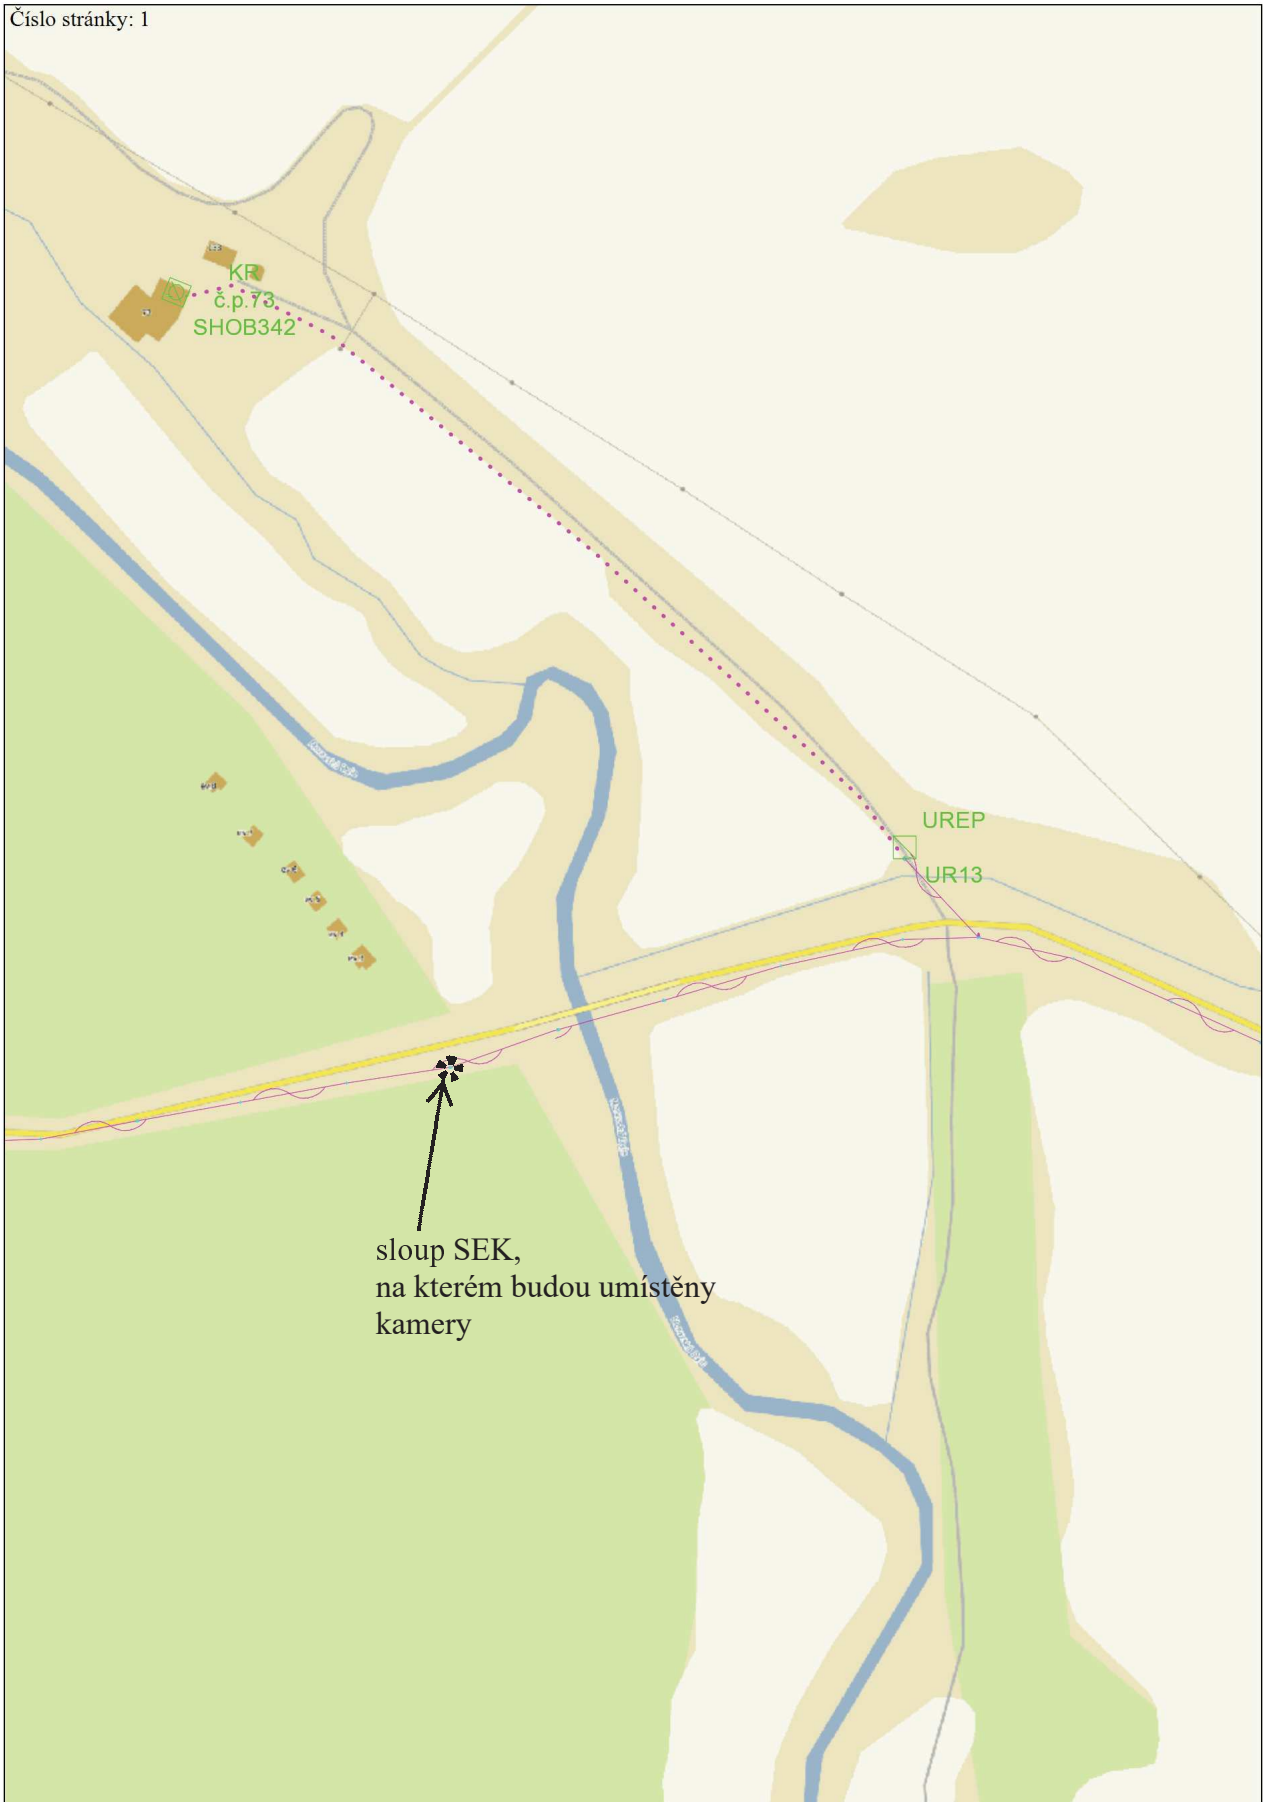 Číslo stránky: 1
KR
č.p.73
SHOB342
UREP
UR13
sloup SEK,
na kterém budou umístěny
kamery